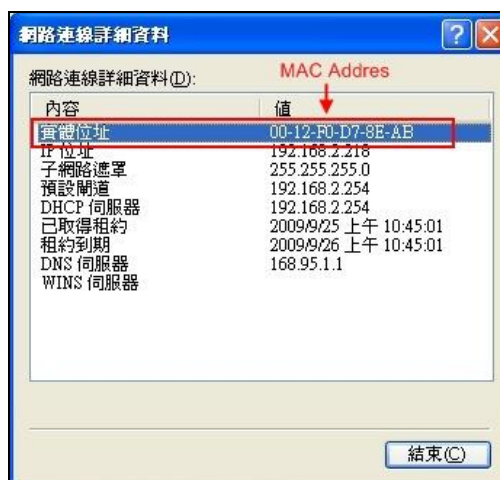 網路連線詳細資料
網路連線詳細資料(D):
MAC Addres
內容 值
實體位址 00-12-F0-D7-8E-AB
IP 位址 192.168.2.218
子網路遮罩 255.255.255.0
預設閘道 192.168.2.254
DHCP 伺服器 192.168.2.254
已取得租約 2009/9/25 上午 10:45:01
租約到期 2009/9/26 上午 10:45:01
DNS 伺服器 168.95.1.1
WINS 伺服器
結束(C)